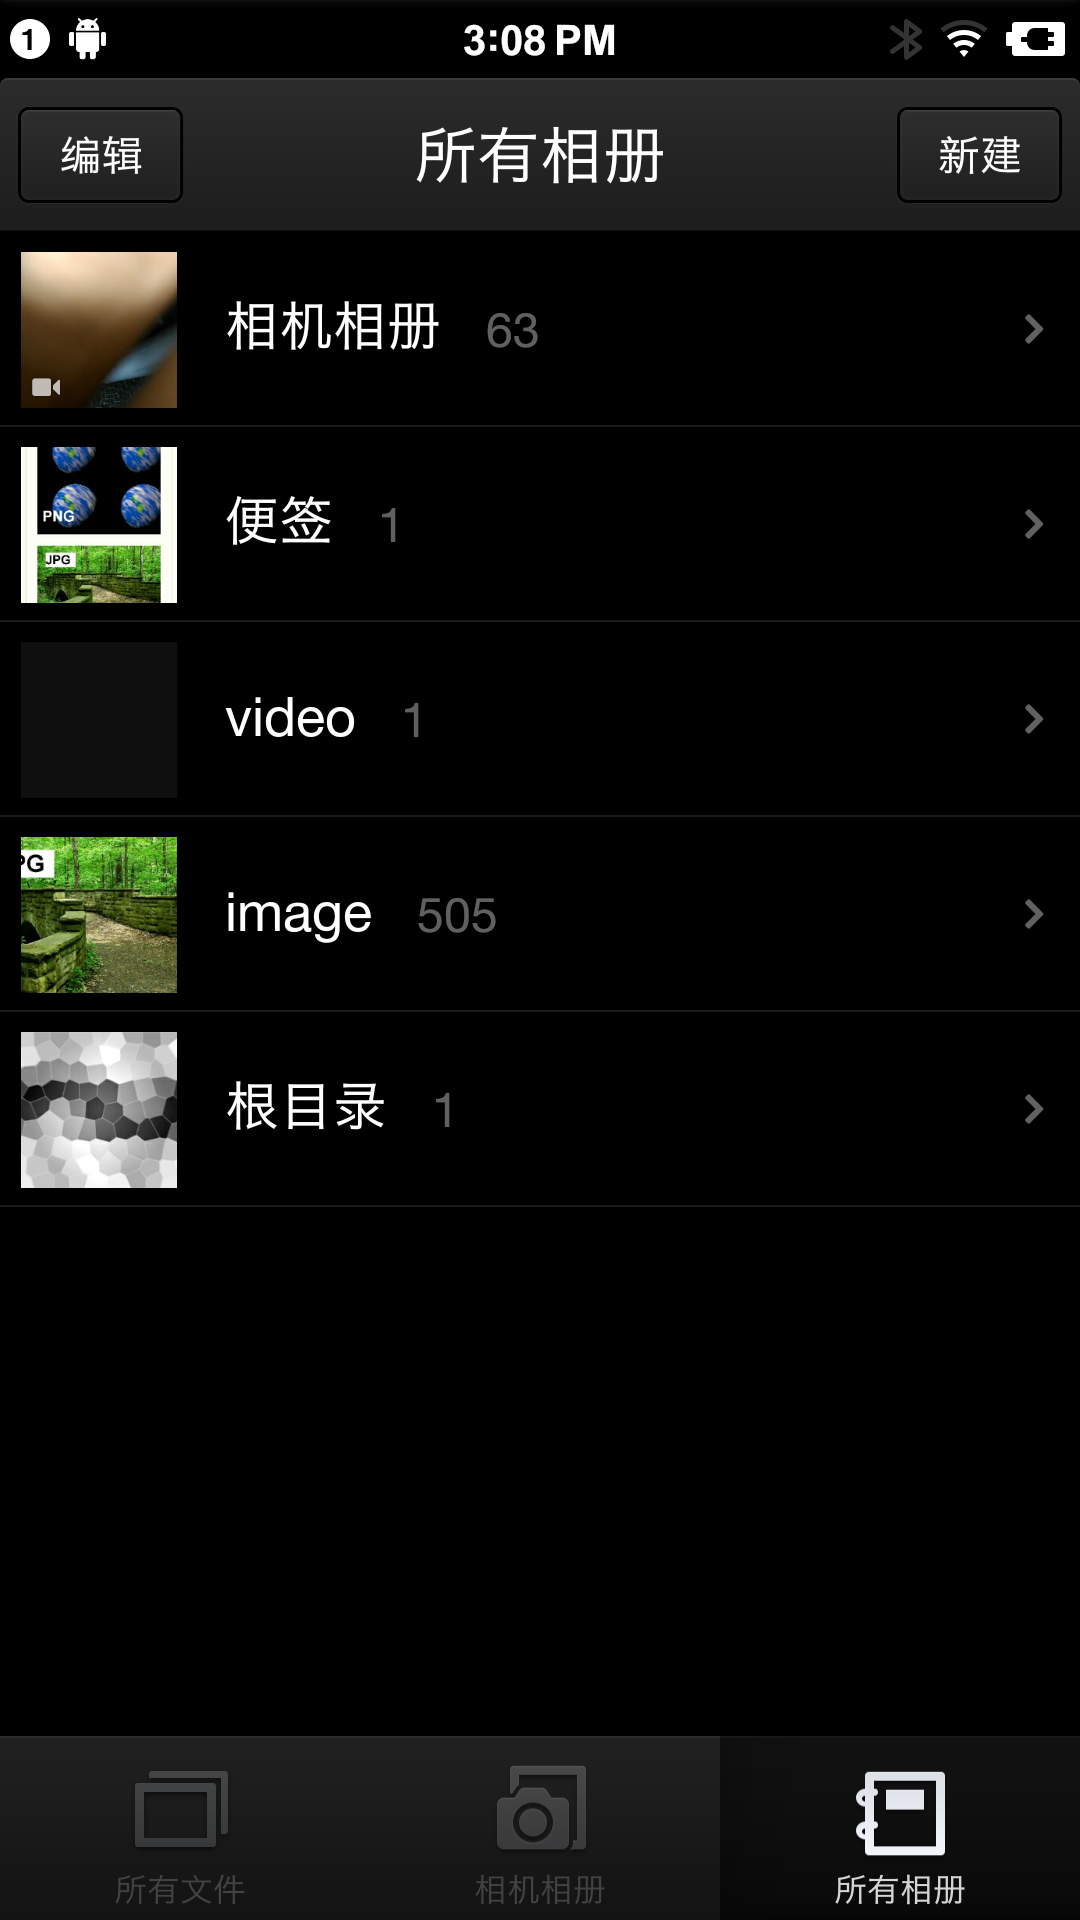 1
3:08 PM
编辑
所有相册
新建
相机相册 63
PNG
JPG
便签 1
video 1
PG
image 505
根目录 1
所有文件
相机相册
所有相册